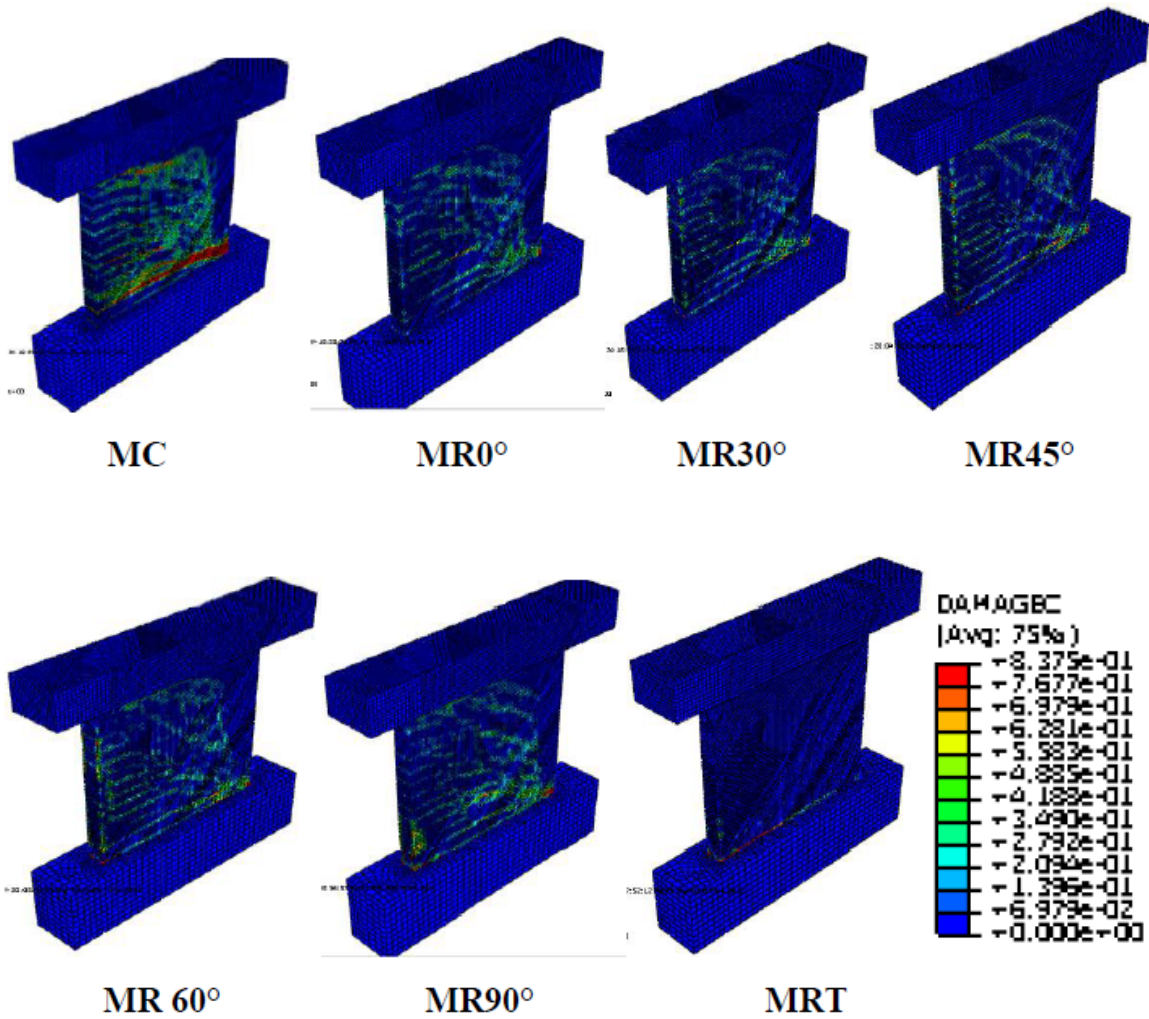 MC
MR0°
MR30°
MR45°
DAMAGEC
(Avg: 75%)
+8.375e-01
+7.677e-01
+6.979e-01
+6.281e-01
+5.583e-01
+4.885e-01
+4.188e-01
+3.490e-01
+2.792e-01
+2.094e-01
+1.396e-01
+6.979e-02
+0.000e+00
MR 60°
MR90°
MRT